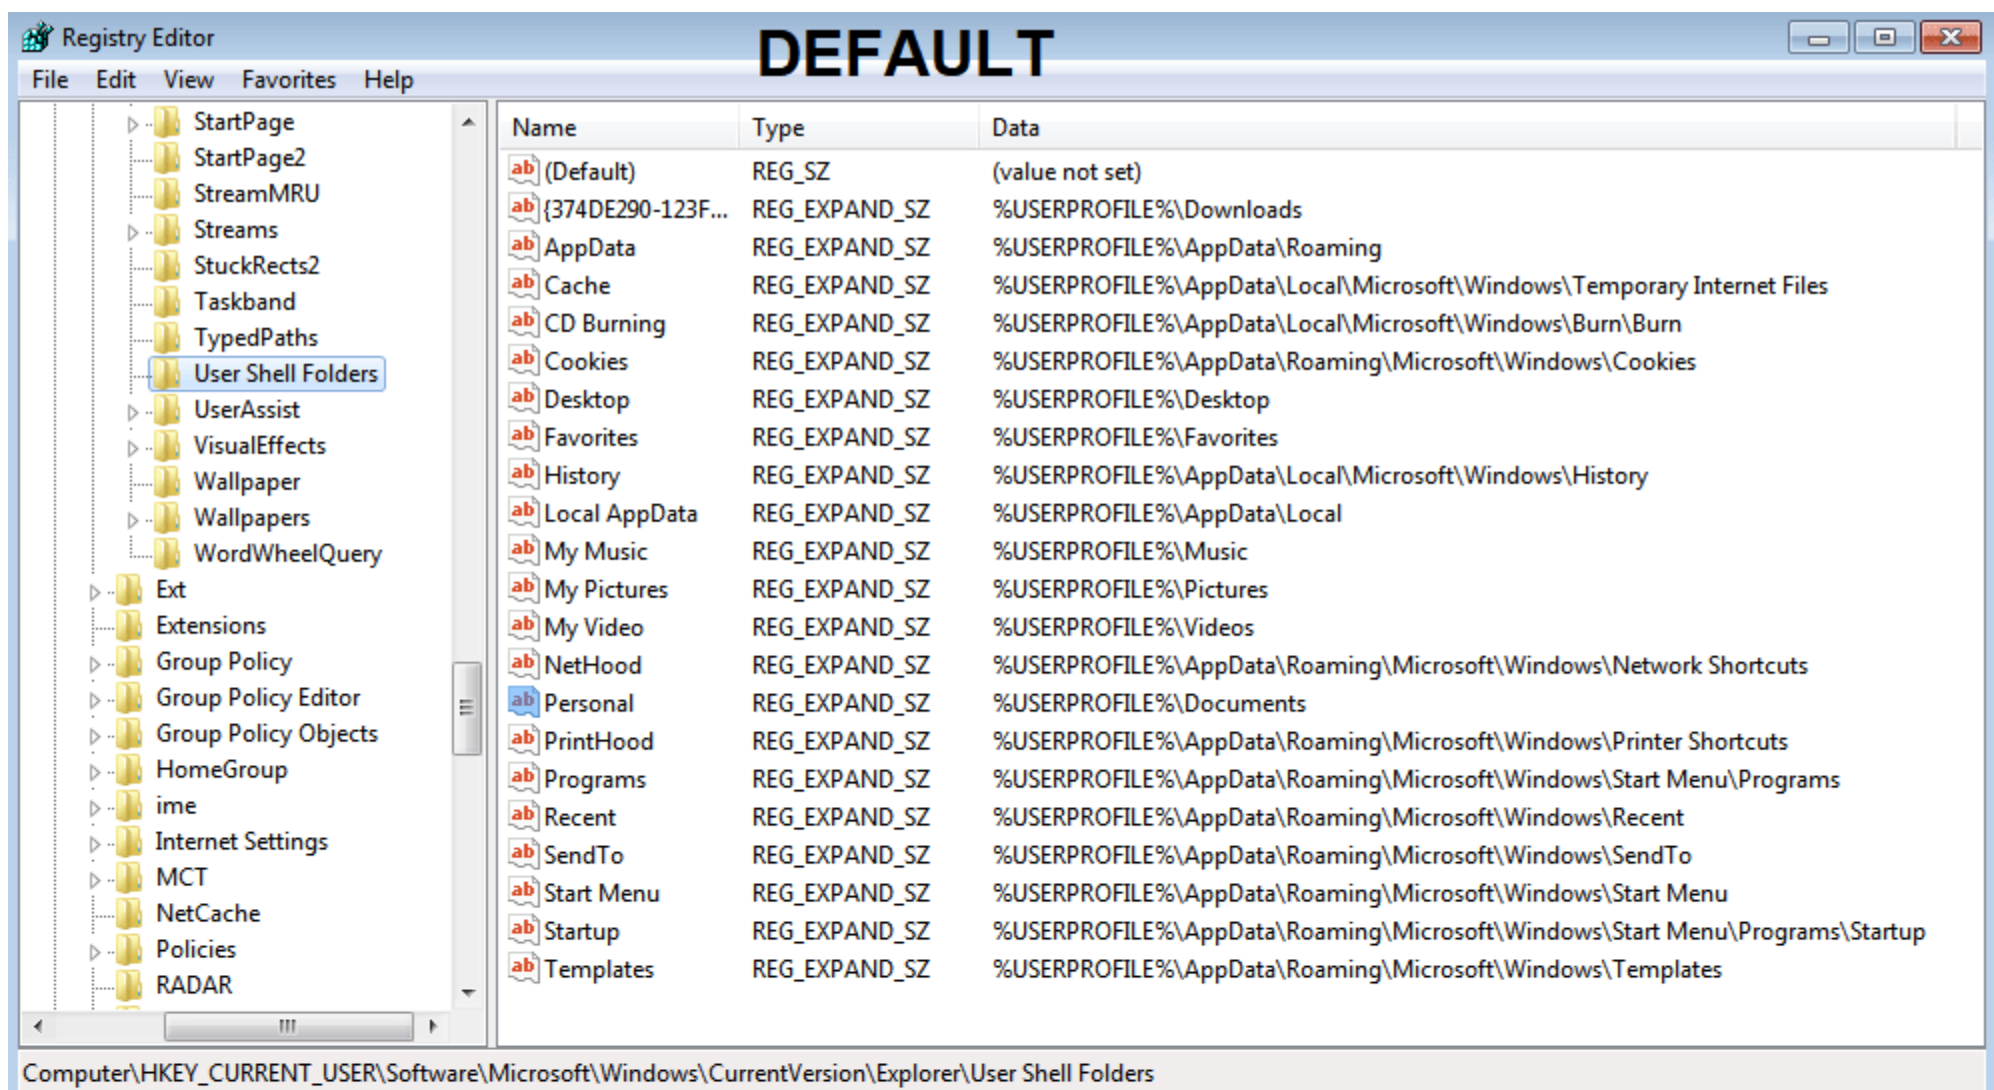 Registry Editor
DEFAULT
File Edit View Favorites Help
StartPage
StartPage2
StreamMRU
Streams
StuckRects2
Taskband
TypedPaths
User Shell Folders
UserAssist
VisualEffects
Wallpaper
Wallpapers
WordWheelQuery
Ext
Extensions
Group Policy
Group Policy Editor
Group Policy Objects
HomeGroup
ime
Internet Settings
MCT
NetCache
Policies
RADAR
Name Type Data
(Default) REG_SZ (value not set)
{374DE290-123F... REG_EXPAND_SZ %USERPROFILE%\Downloads
AppData REG_EXPAND_SZ %USERPROFILE%\AppData\Roaming
Cache REG_EXPAND_SZ %USERPROFILE%\AppData\Local\Microsoft\Windows\Temporary Internet Files
CD Burning REG_EXPAND_SZ %USERPROFILE%\AppData\Local\Microsoft\Windows\Burn\Burn
Cookies REG_EXPAND_SZ %USERPROFILE%\AppData\Roaming\Microsoft\Windows\Cookies
Desktop REG_EXPAND_SZ %USERPROFILE%\Desktop
Favorites REG_EXPAND_SZ %USERPROFILE%\Favorites
History REG_EXPAND_SZ %USERPROFILE%\AppData\Local\Microsoft\Windows\History
Local AppData REG_EXPAND_SZ %USERPROFILE%\AppData\Local
My Music REG_EXPAND_SZ %USERPROFILE%\Music
My Pictures REG_EXPAND_SZ %USERPROFILE%\Pictures
My Video REG_EXPAND_SZ %USERPROFILE%\Videos
NetHood REG_EXPAND_SZ %USERPROFILE%\AppData\Roaming\Microsoft\Windows\Network Shortcuts
Personal REG_EXPAND_SZ %USERPROFILE%\Documents
PrintHood REG_EXPAND_SZ %USERPROFILE%\AppData\Roaming\Microsoft\Windows\Printer Shortcuts
Programs REG_EXPAND_SZ %USERPROFILE%\AppData\Roaming\Microsoft\Windows\Start Menu\Programs
Recent REG_EXPAND_SZ %USERPROFILE%\AppData\Roaming\Microsoft\Windows\Recent
SendTo REG_EXPAND_SZ %USERPROFILE%\AppData\Roaming\Microsoft\Windows\SendTo
Start Menu REG_EXPAND_SZ %USERPROFILE%\AppData\Roaming\Microsoft\Windows\Start Menu
Startup REG_EXPAND_SZ %USERPROFILE%\AppData\Roaming\Microsoft\Windows\Start Menu\Programs\Startup
Templates REG_EXPAND_SZ %USERPROFILE%\AppData\Roaming\Microsoft\Windows\Templates
Computer\HKEY_CURRENT_USER\Software\Microsoft\Windows\CurrentVersion\Explorer\User Shell Folders